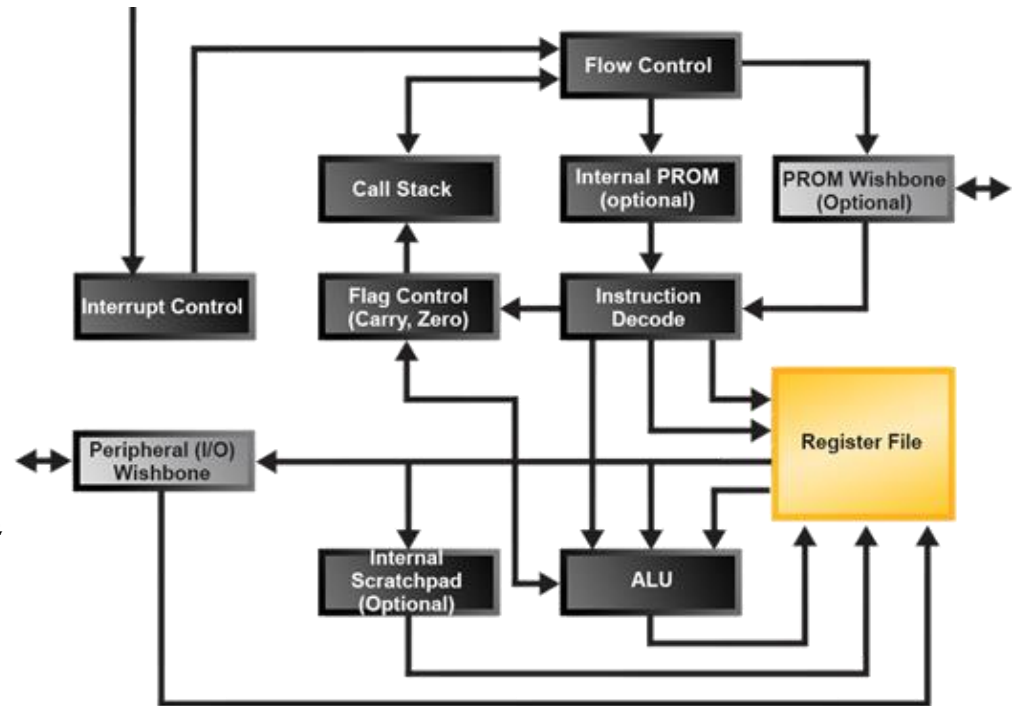 Flow Control
Call Stack
Internal PROM
(optional)
PROM Wishbone
(Optional)
Interrupt Control
Flag Control
(Carry, Zero)
Instruction
Decode
Register File
Peripheral (I/O)
Wishbone
Internal
Scratchpad
(Optional)
ALU